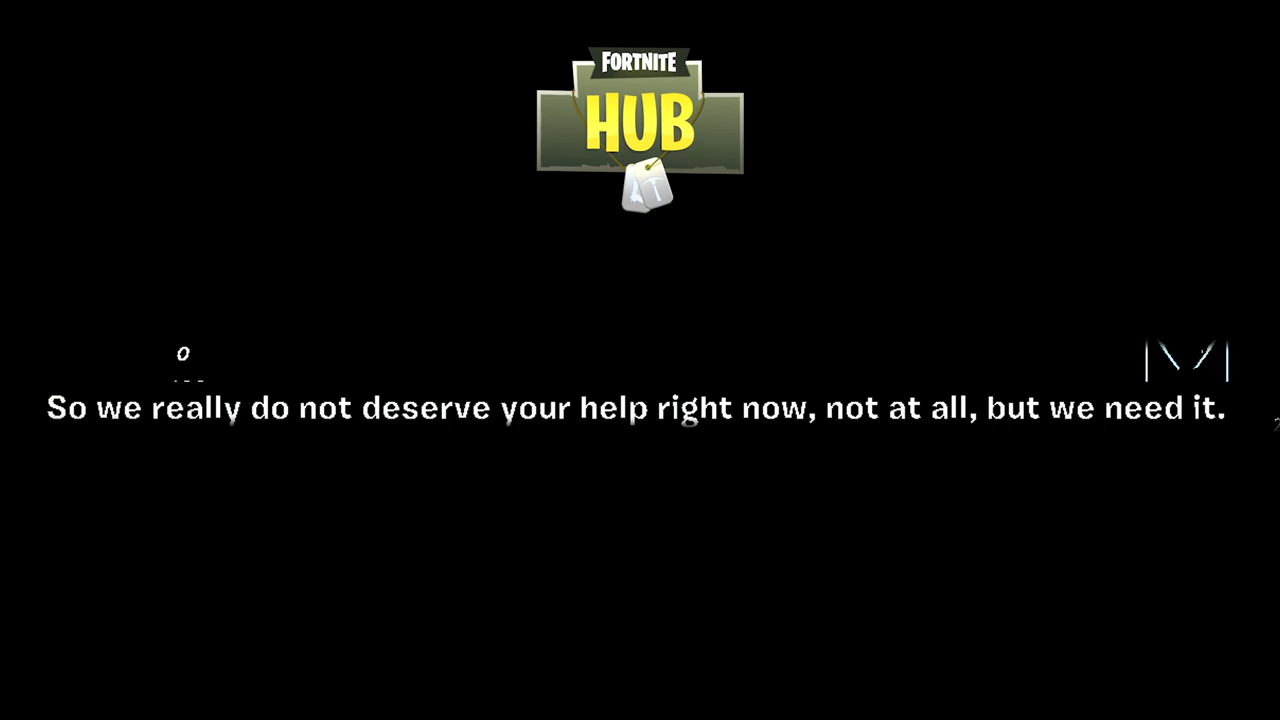 FORTNITE
HUB
So we really do not deserve your help right now, not at all, but we need it.